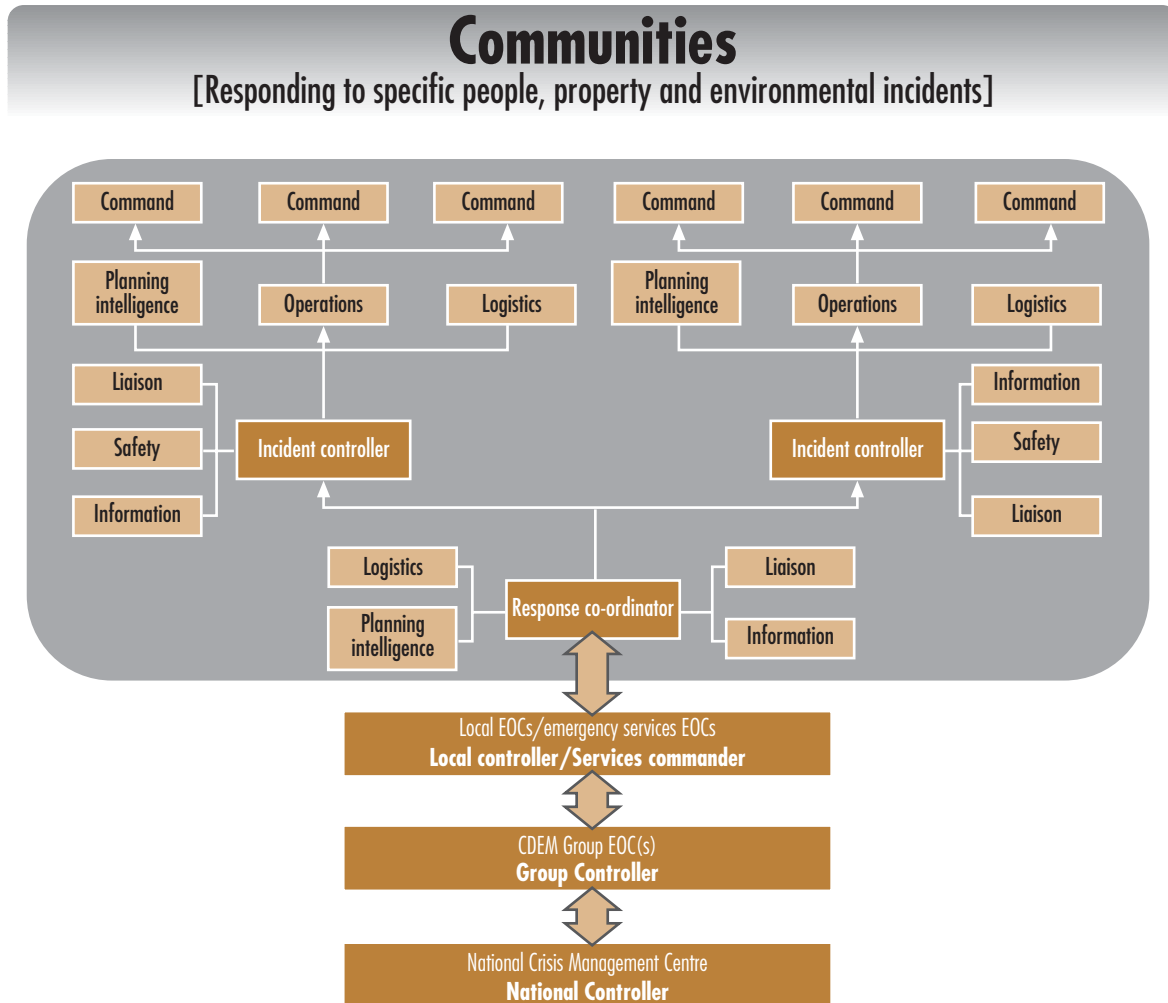 Communities
[Responding to specific people, property and environmental incidents]
Command
Command
Command
Command
Command
Command
Planning
intelligence
Operations
Logistics
Planning
intelligence
Operations
Logistics
Liaison
Safety
Information
Incident controller
Incident controller
Information
Safety
Liaison
Logistics
Planning
intelligence
Response co-ordinator
Liaison
Information
Local EOCs/emergency services EOCs
Local controller/Services commander
CDEM Group EOC(s)
Group Controller
National Crisis Management Centre
National Controller